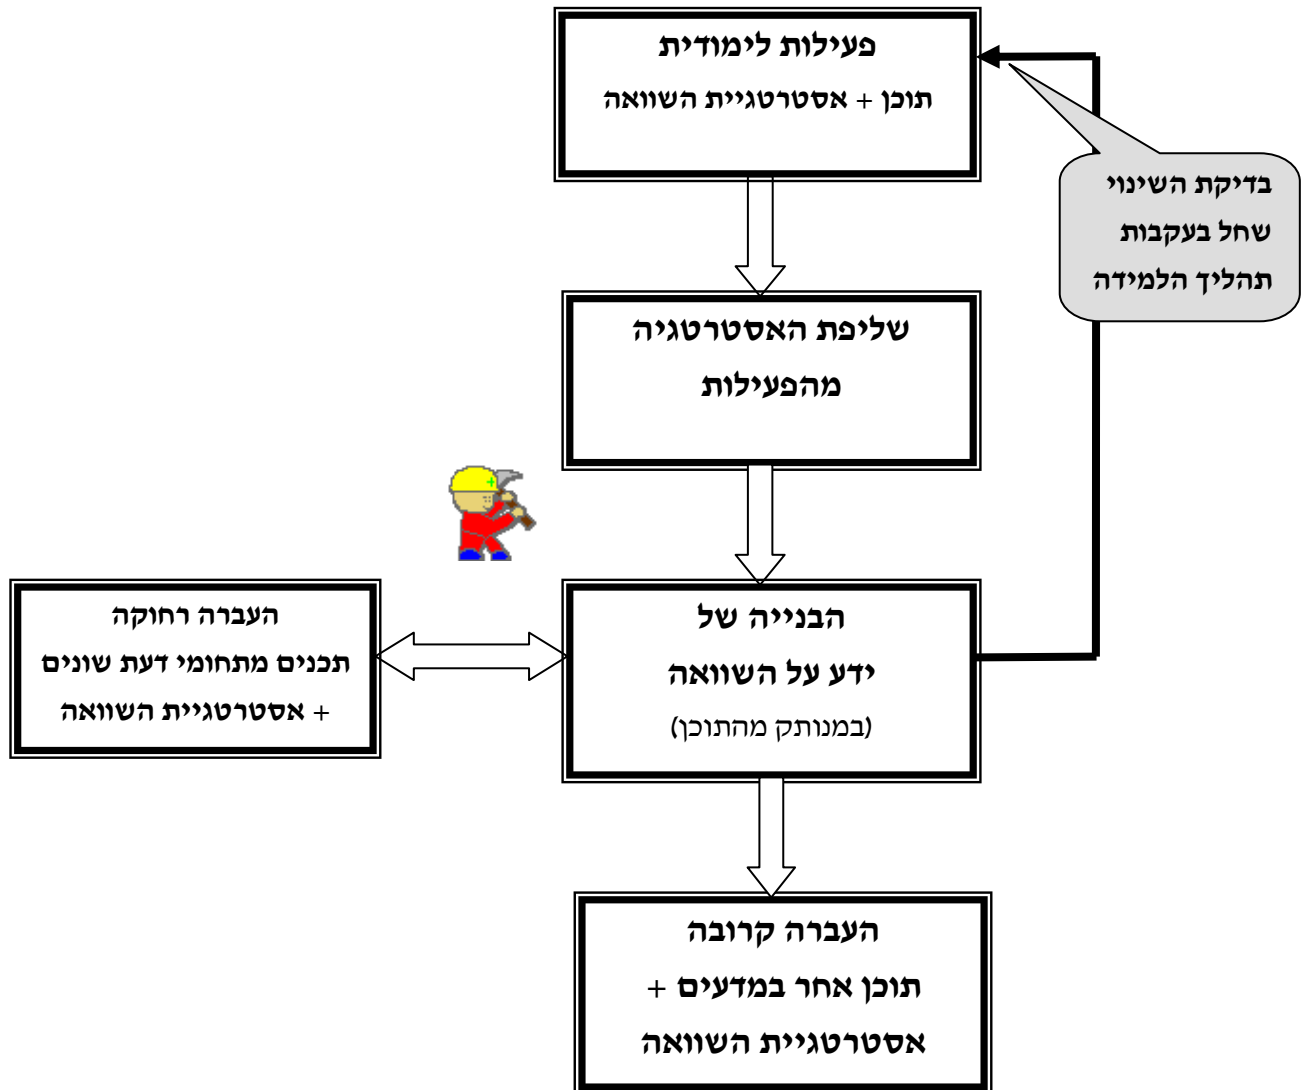 פעילות לימודית
תוכן + אסטרטגיית השוואה
בדיקת השינוי
שחל בעקבות
תהליך הלמידה
שליפת האסטרטגיה
מהפעילות
הבנייה של
ידע על השוואה
(במנותק מהתוכן)
העברה רחוקה
תכנים מתחומי דעת שונים
+ אסטרטגיית השוואה
העברה קרובה
תוכן אחר במדעים +
אסטרטגיית השוואה